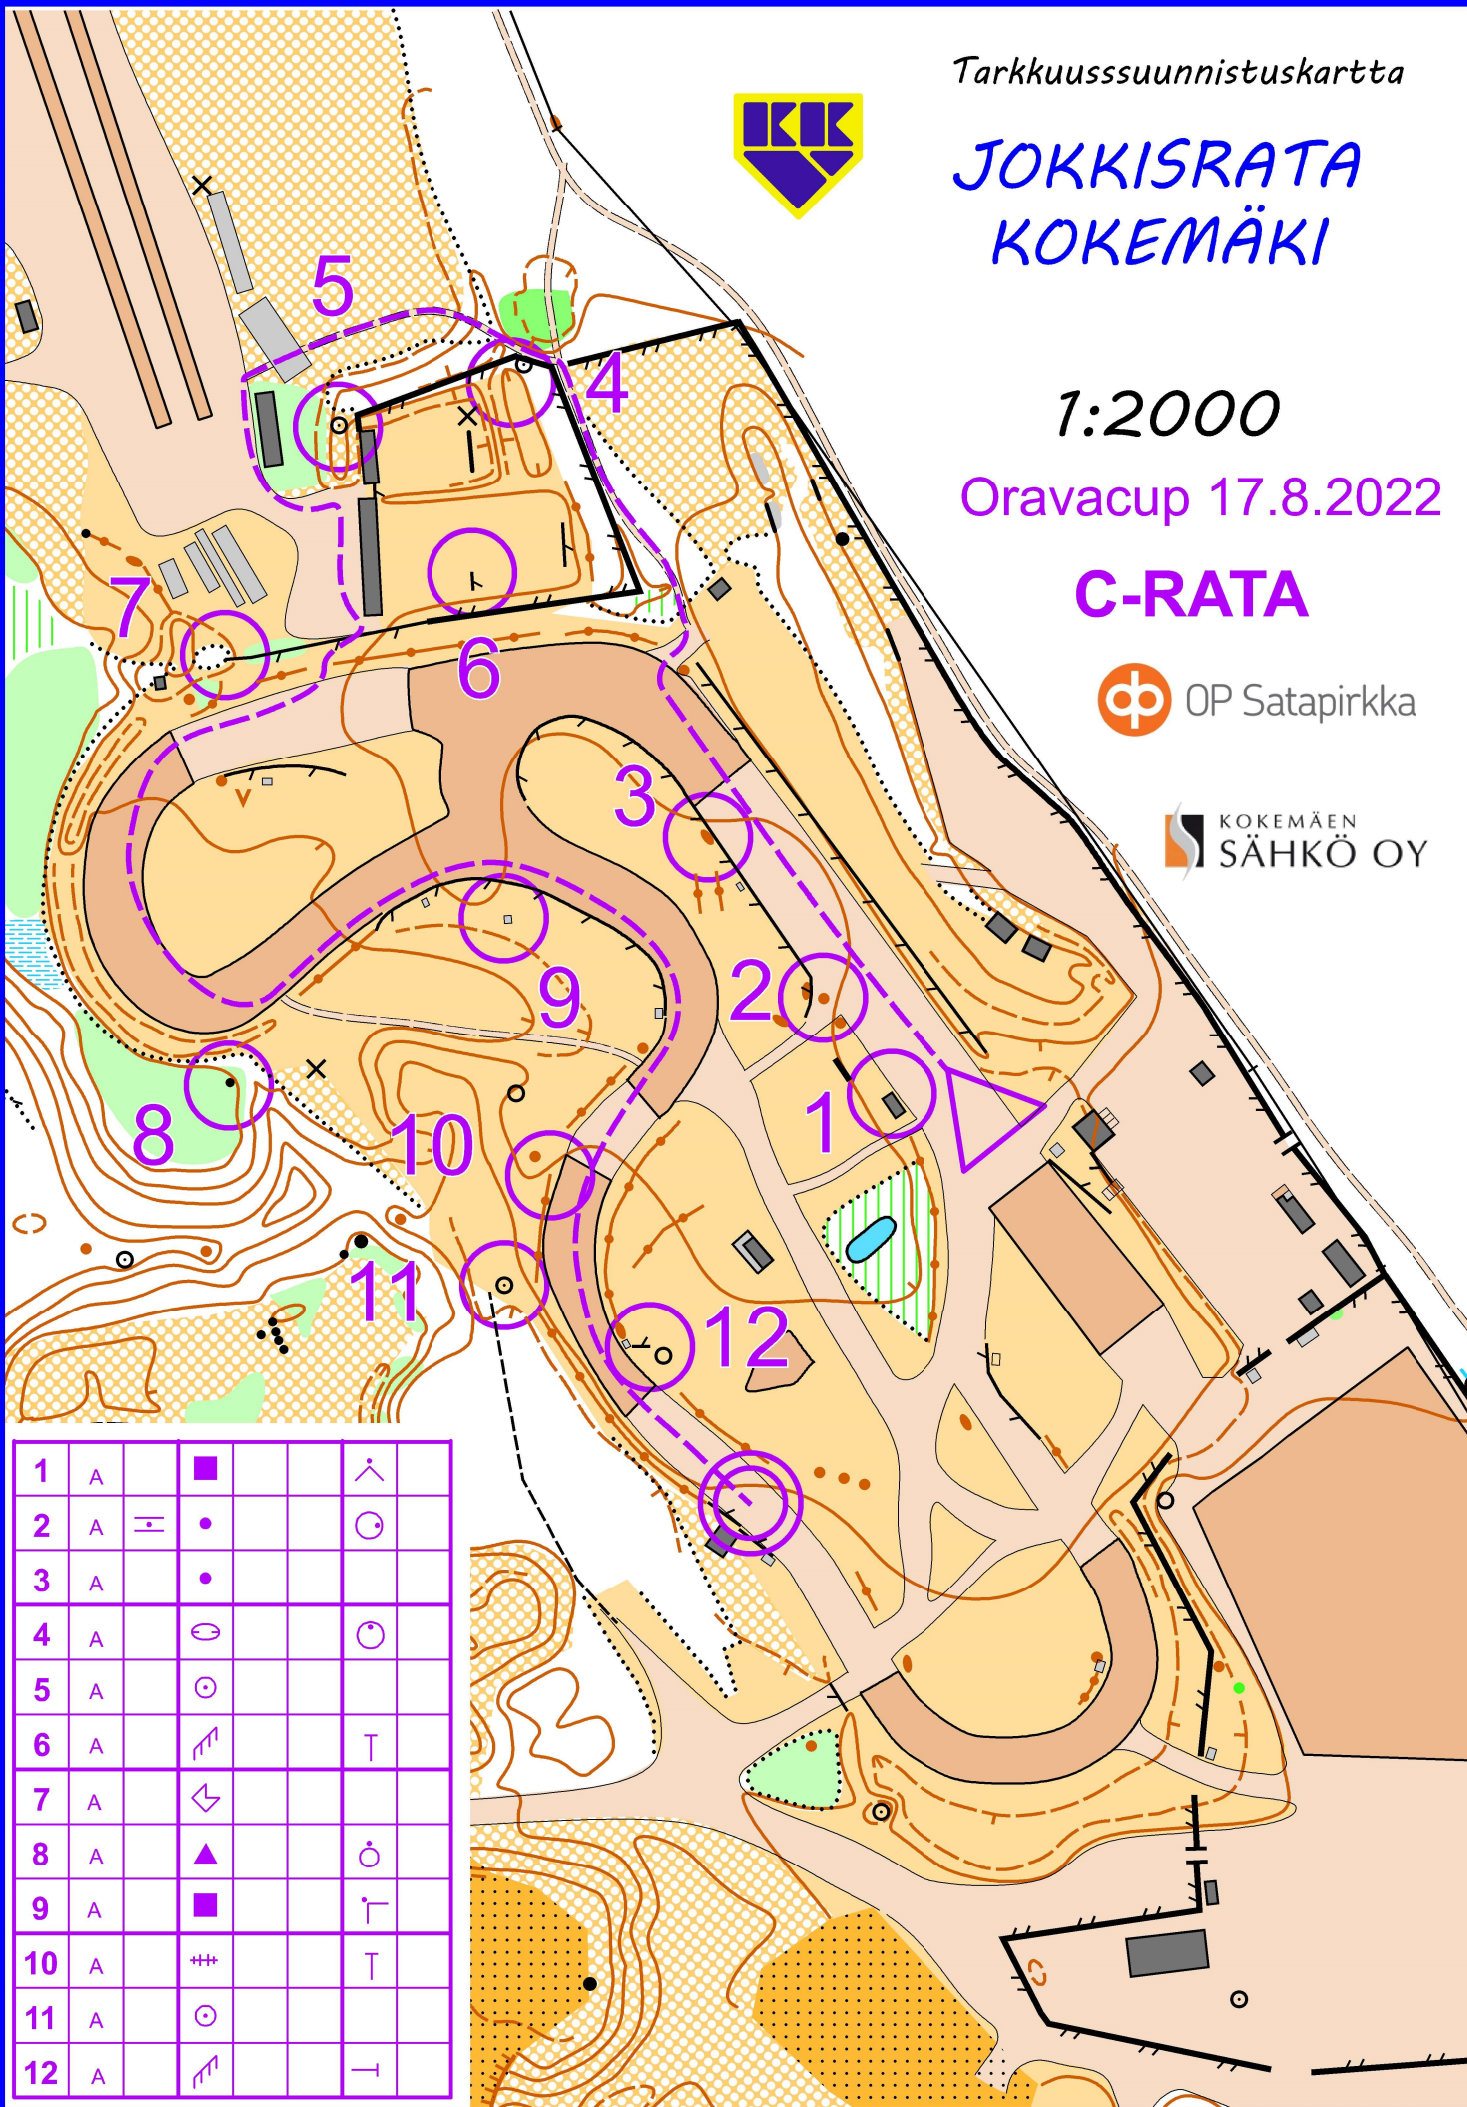 Tarkkuusssuunnistuskartta
KK
JOKKISRATA
KOKEMÄKI
1:2000
Oravacup 17.8.2022
C-RATA
op OP Satapirkka
KOKEMÄEN
SÄHKÖ OY
5
4
7
6
3
2
9
1
8
10
11
12
1 A
2 A
3 A
4 A
5 A
6 A
7 A
8 A
9 A
10 A
11 A
12 A